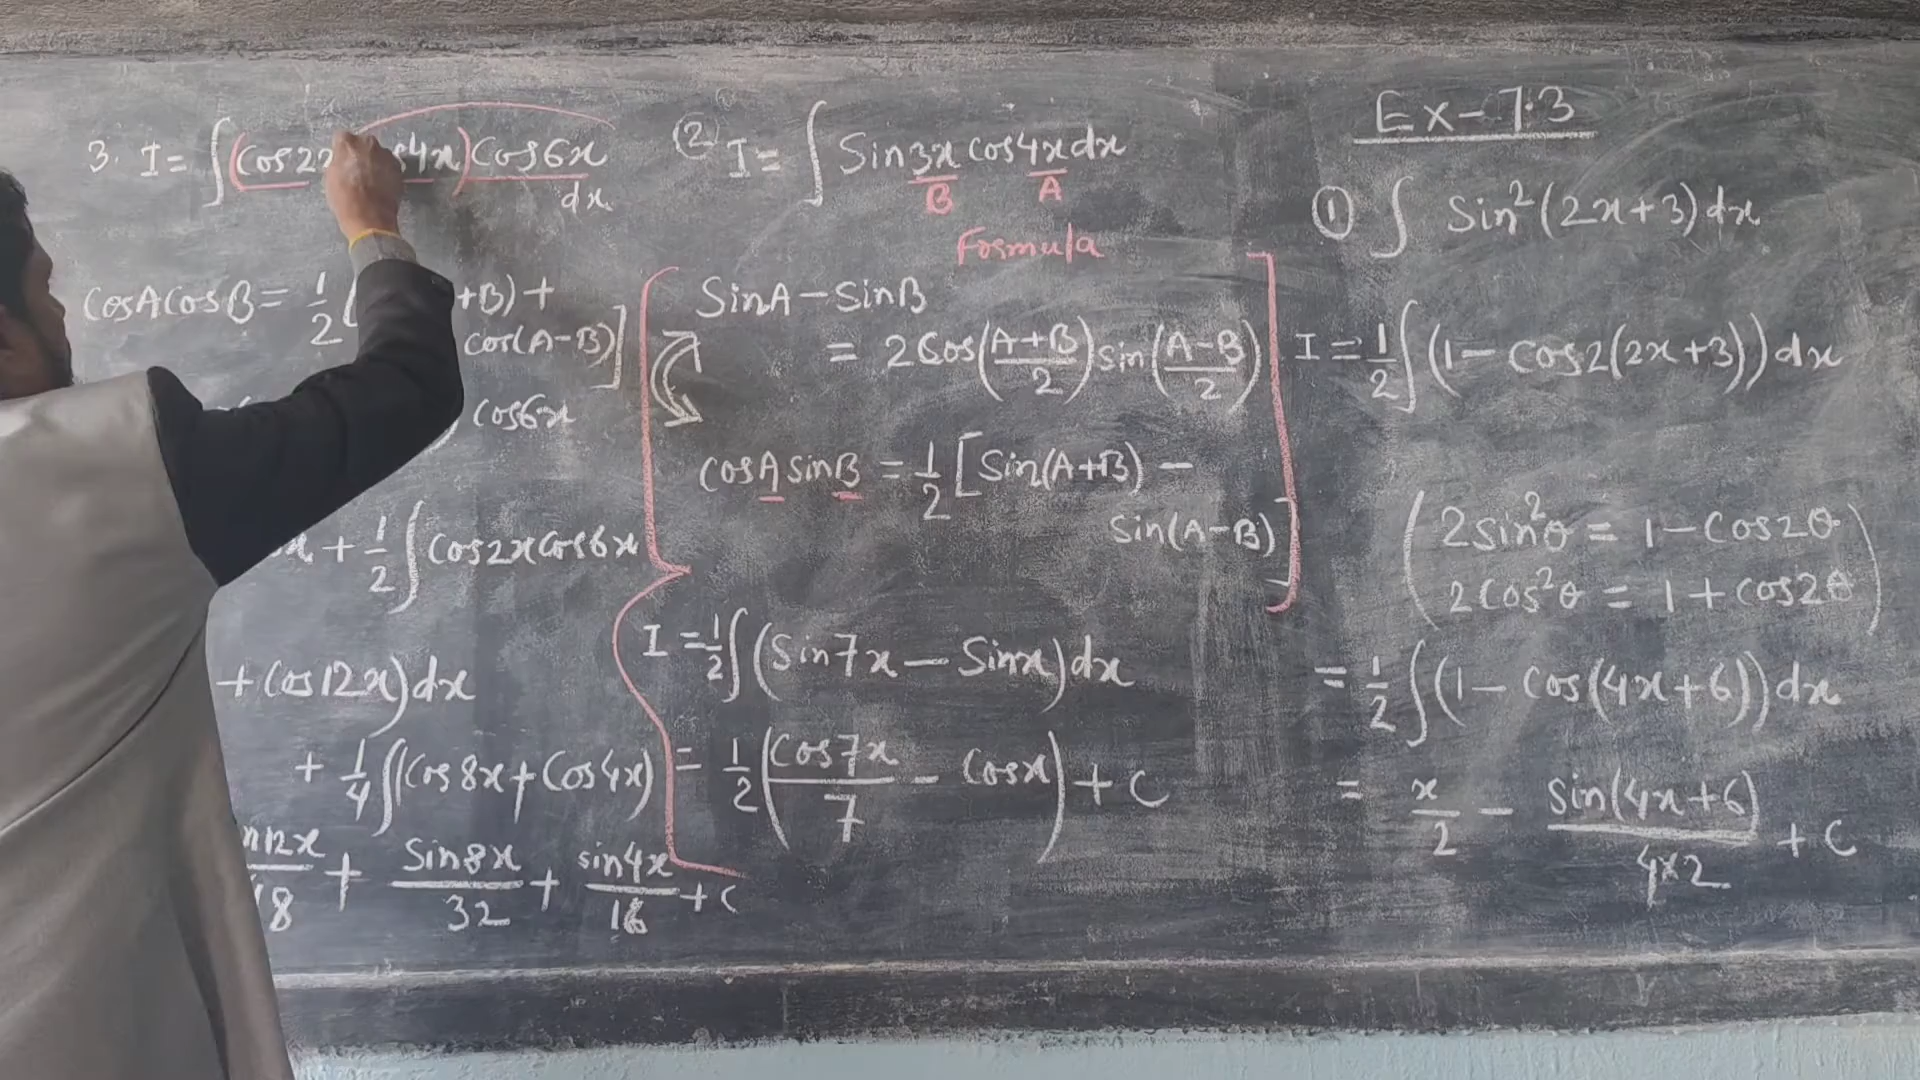 3. I = ∫(Cos2x cos4x)Cos6x
dx
CosACosB = 1/2 [ +B) +
cos(A-B)]
cos6x
x + 1/2 ∫ Cos2xCos6x
+ Cos12x) dx
+ 1/4 ∫(Cos8x + Cos4x)
n12x/48 + Sin8x/32 + sin4x/16 + C
(2) I = ∫ Sin3x cos4x dx
B A
Formula
SinA - SinB
= 2Cos((A+B)/2) sin((A-B)/2)
CosA sinB = 1/2 [Sin(A+B) -
Sin(A-B)]
I = 1/2 ∫(Sin7x - Sinx)dx
= 1/2 (Cos7x/7 - Cosx) + C
Ex-7.3
① ∫ Sin²(2x+3)dx
I = 1/2 ∫(1 - Cos2(2x+3))dx
(2sin²θ = 1-Cos2θ
2Cos²θ = 1+Cos2θ)
= 1/2 ∫(1 - Cos(4x+6))dx
= x/2 - sin(4x+6)/4×2 + C